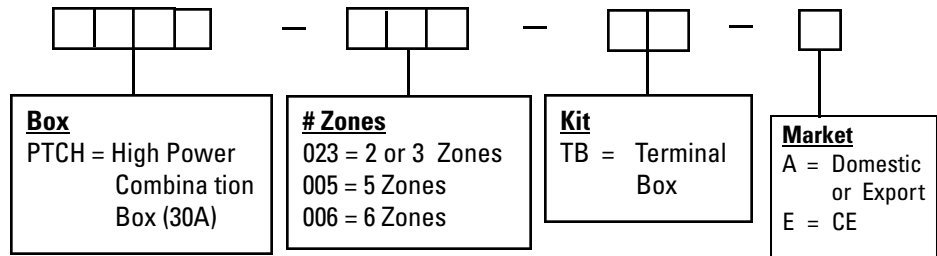 Box
PTCH = High Power
Combina tion
Box (30A)
# Zones
023 = 2 or 3 Zones
005 = 5 Zones
006 = 6 Zones
Kit
TB = Terminal
Box
Market
A = Domestic
or Export
E = CE